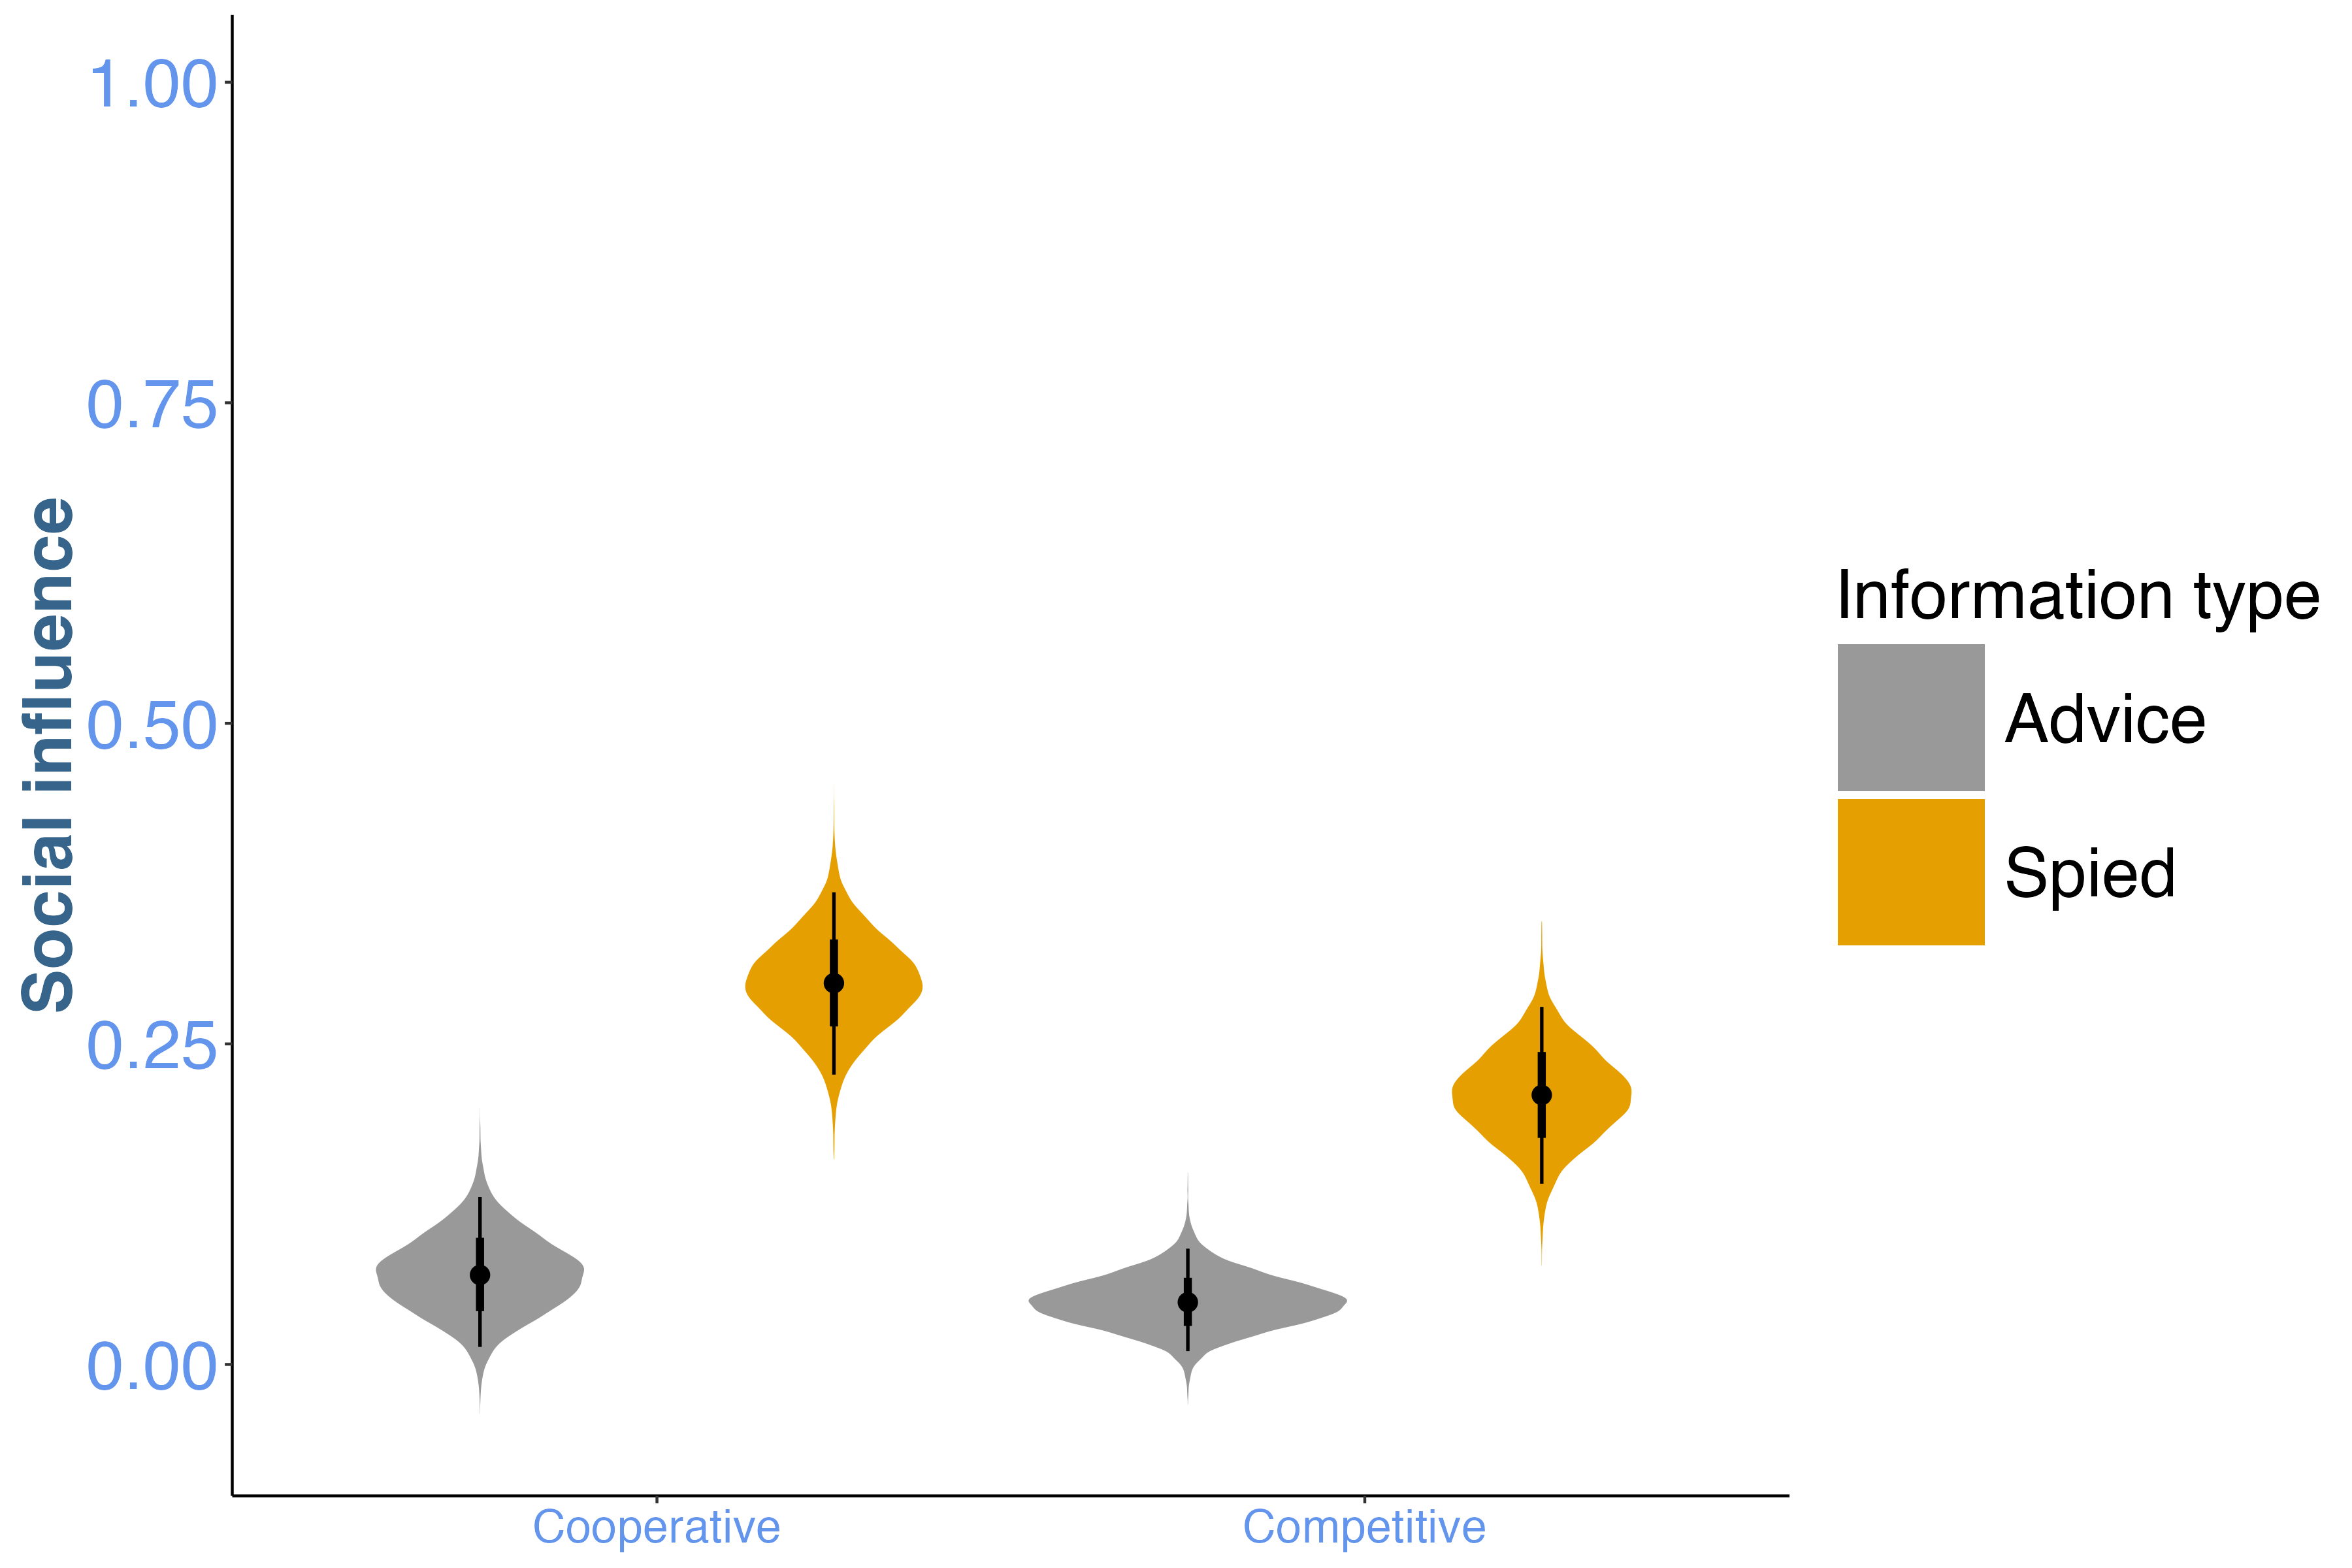 Social influence
1.00
0.75
0.50
0.25
0.00
Cooperative
Competitive
Information type
Advice
Spied